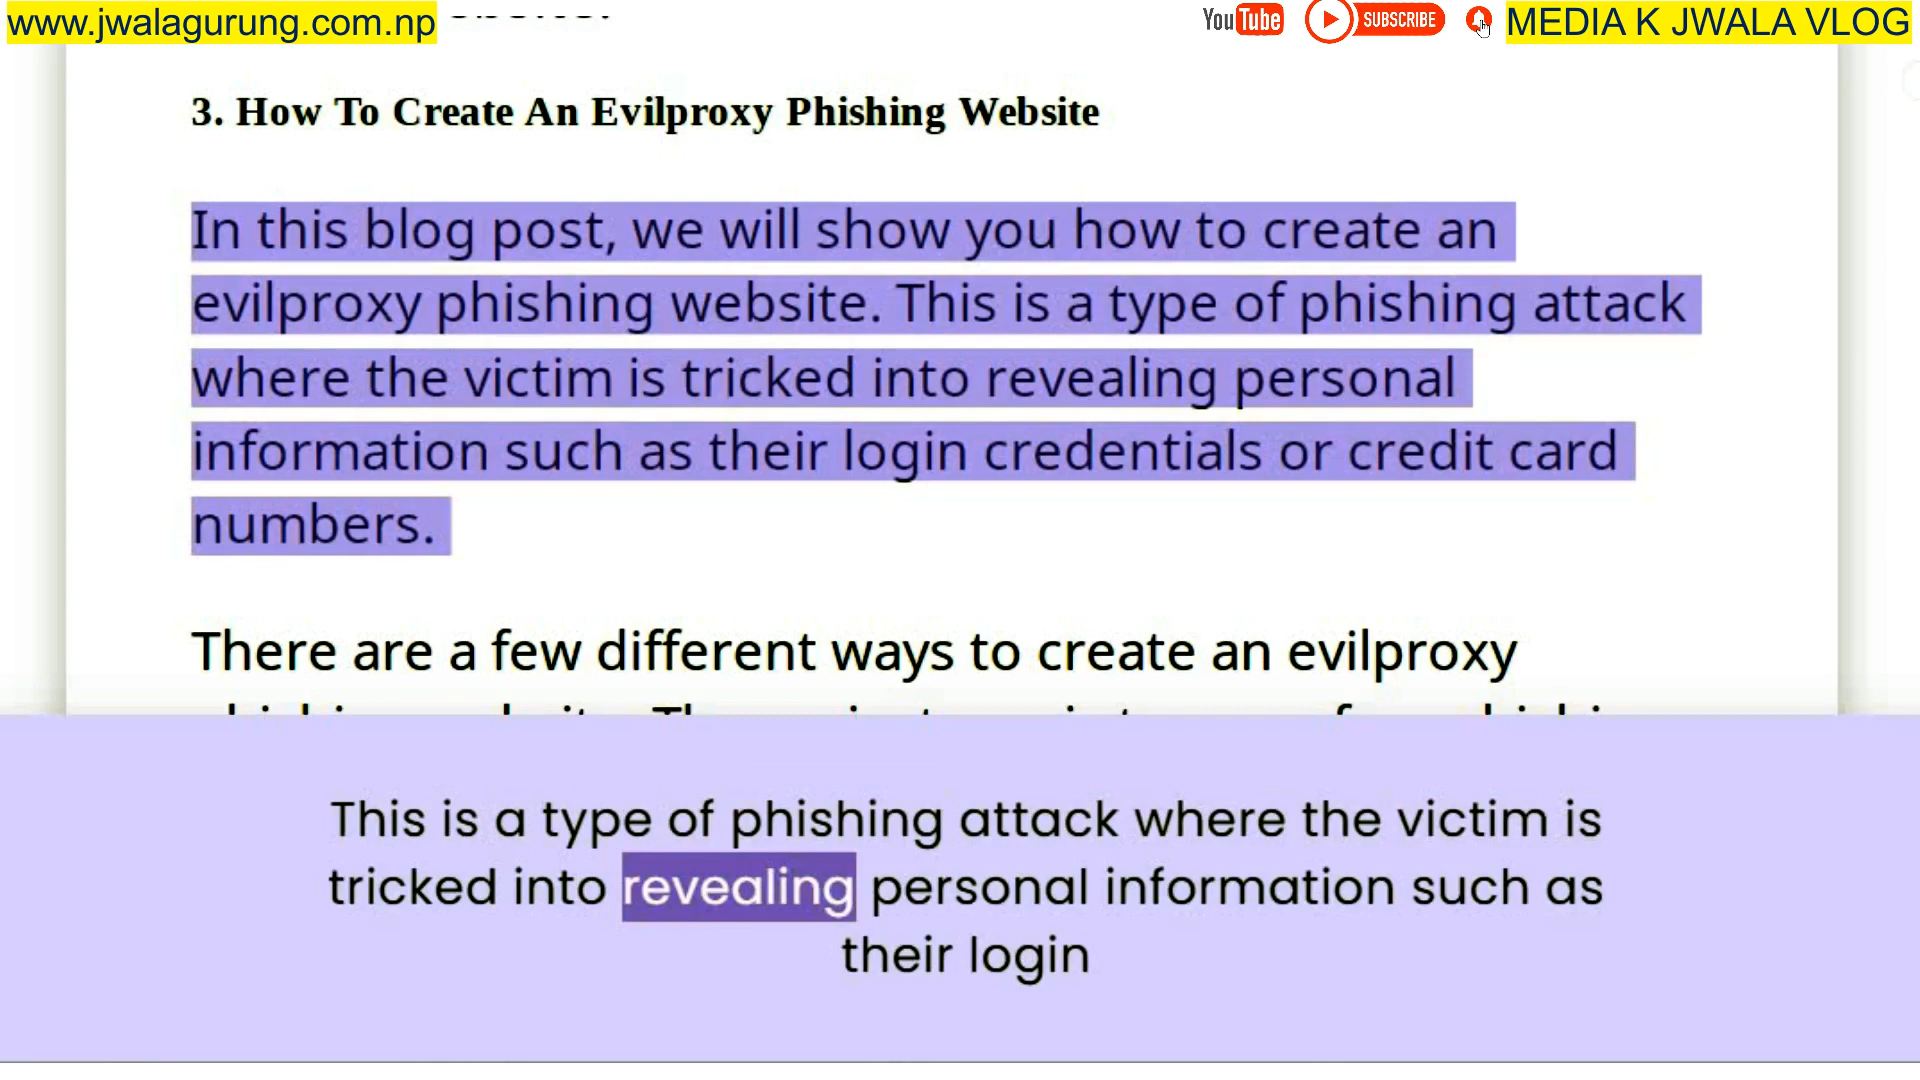 www.jwalagurung.com.np
YouTube SUBSCRIBE MEDIA K JWALA VLOG
3. How To Create An Evilproxy Phishing Website
In this blog post, we will show you how to create an
evilproxy phishing website. This is a type of phishing attack
where the victim is tricked into revealing personal
information such as their login credentials or credit card
numbers.
There are a few different ways to create an evilproxy
This is a type of phishing attack where the victim is
tricked into revealing personal information such as
their login